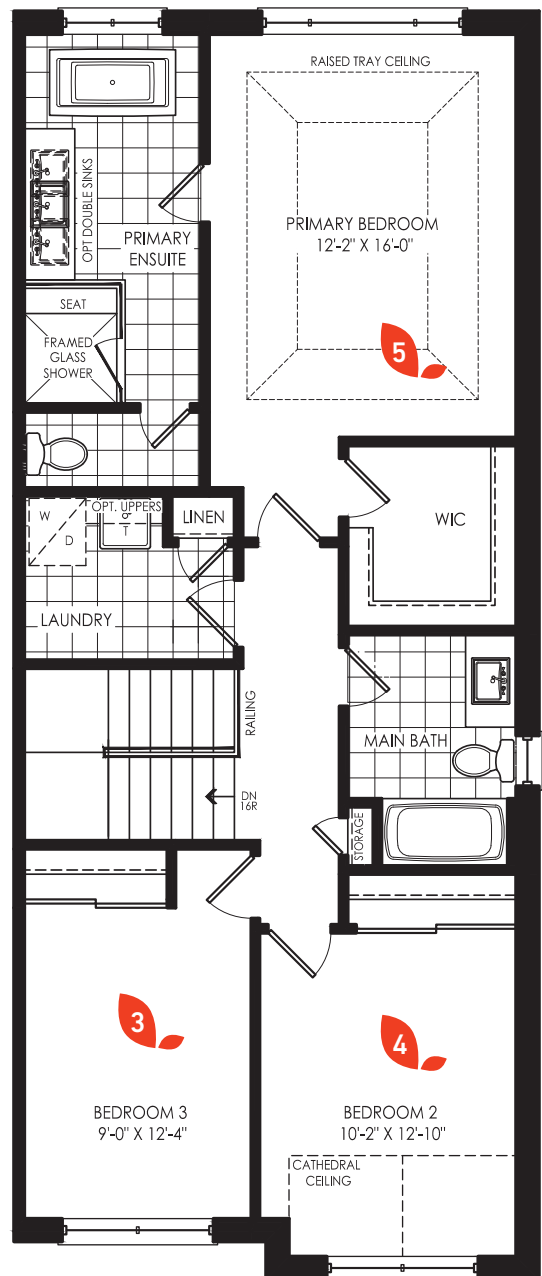 RAISED TRAY CEILING
OPT DOUBLE SINKS
PRIMARY
ENSUITE
PRIMARY BEDROOM
12'-2" X 16'-0"
SEAT
FRAMED
GLASS
SHOWER
5
W
D
OPT. UPPERS
T
LINEN
WIC
LAUNDRY
RAILING
MAIN BATH
DN
16R
STORAGE
3
4
BEDROOM 3
9'-0" X 12'-4"
BEDROOM 2
10'-2" X 12'-10"
CATHEDRAL
CEILING